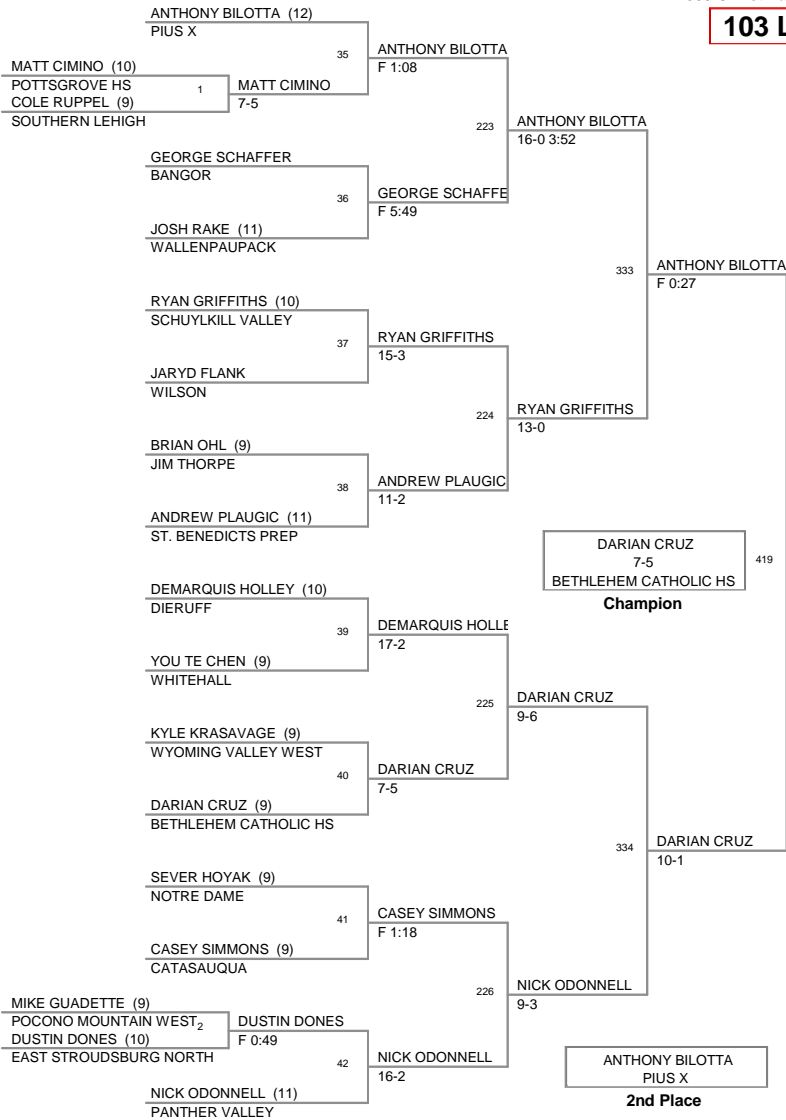 103 L
ANTHONY BILOTTA (12)
PIUS X
35
ANTHONY BILOTTA
F 1:08
MATT CIMINO (10)
POTTSGROVE HS
1
MATT CIMINO
7-5
COLE RUPPEL (9)
SOUTHERN LEHIGH
223
ANTHONY BILOTTA
16-0 3:52
GEORGE SCHAFFER
BANGOR
36
GEORGE SCHAFFE
F 5:49
JOSH RAKE (11)
WALLENPAUPACK
333
ANTHONY BILOTTA
F 0:27
RYAN GRIFFITHS (10)
SCHUYLKILL VALLEY
37
RYAN GRIFFITHS
15-3
JARYD FLANK
WILSON
224
RYAN GRIFFITHS
13-0
BRIAN OHL (9)
JIM THORPE
38
ANDREW PLAUGIC
11-2
ANDREW PLAUGIC (11)
ST. BENEDICTS PREP
DARIAN CRUZ
7-5
BETHLEHEM CATHOLIC HS
419
Champion
DEMARQUIS HOLLEY (10)
DIERUFF
39
DEMARQUIS HOLLE
17-2
YOU TE CHEN (9)
WHITEHALL
225
DARIAN CRUZ
9-6
KYLE KRASAVAGE (9)
WYOMING VALLEY WEST
40
DARIAN CRUZ
7-5
DARIAN CRUZ (9)
BETHLEHEM CATHOLIC HS
334
DARIAN CRUZ
10-1
SEVER HOYAK (9)
NOTRE DAME
41
CASEY SIMMONS
F 1:18
CASEY SIMMONS (9)
CATASAUQUA
226
NICK ODONNELL
9-3
MIKE GUADETTE (9)
POCONO MOUNTAIN WEST
2
DUSTIN DONES
F 0:49
DUSTIN DONES (10)
EAST STROUDSBURG NORTH
42
NICK ODONNELL
16-2
NICK ODONNELL (11)
PANTHER VALLEY
ANTHONY BILOTTA
PIUS X
2nd Place